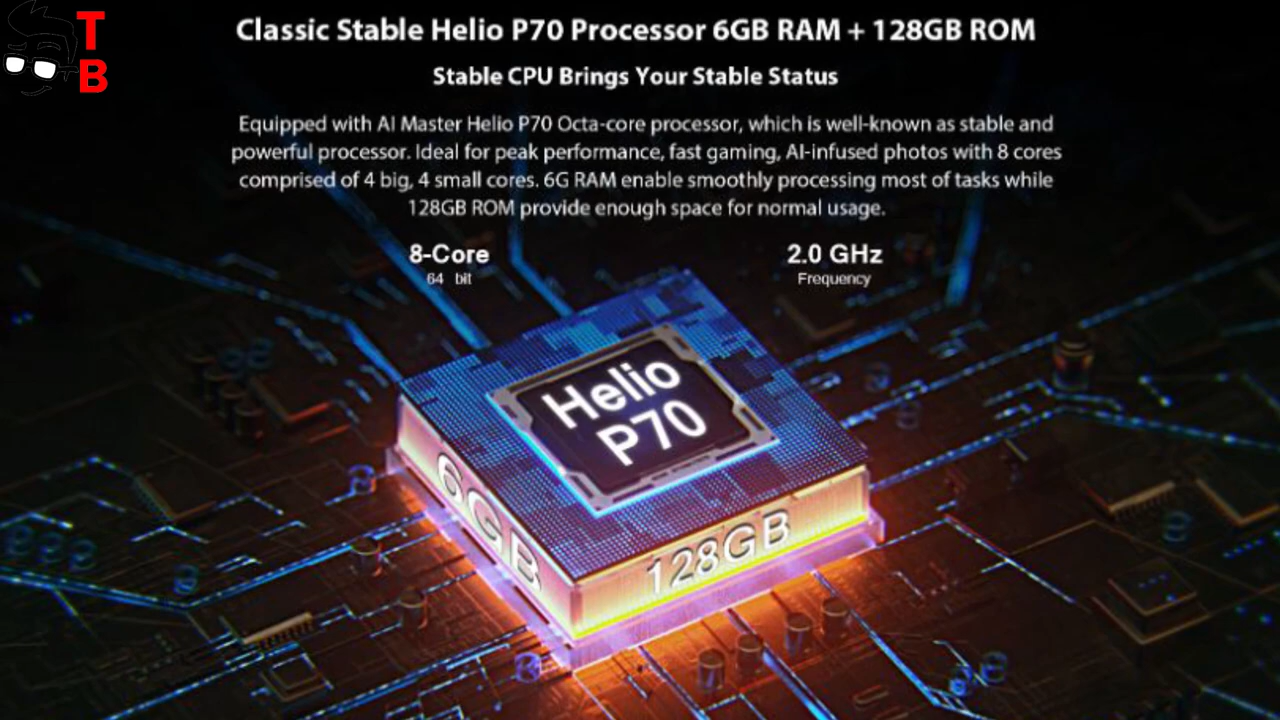 T
B
Classic Stable Helio P70 Processor 6GB RAM + 128GB ROM
Stable CPU Brings Your Stable Status
Equipped with AI Master Helio P70 Octa-core processor, which is well-known as stable and
powerful processor. Ideal for peak performance, fast gaming, AI-infused photos with 8 cores
comprised of 4 big, 4 small cores. 6G RAM enable smoothly processing most of tasks while
128GB ROM provide enough space for normal usage.
8-Core
64 bit
2.0 GHz
Frequency
Helio
P70
6GB
128GB